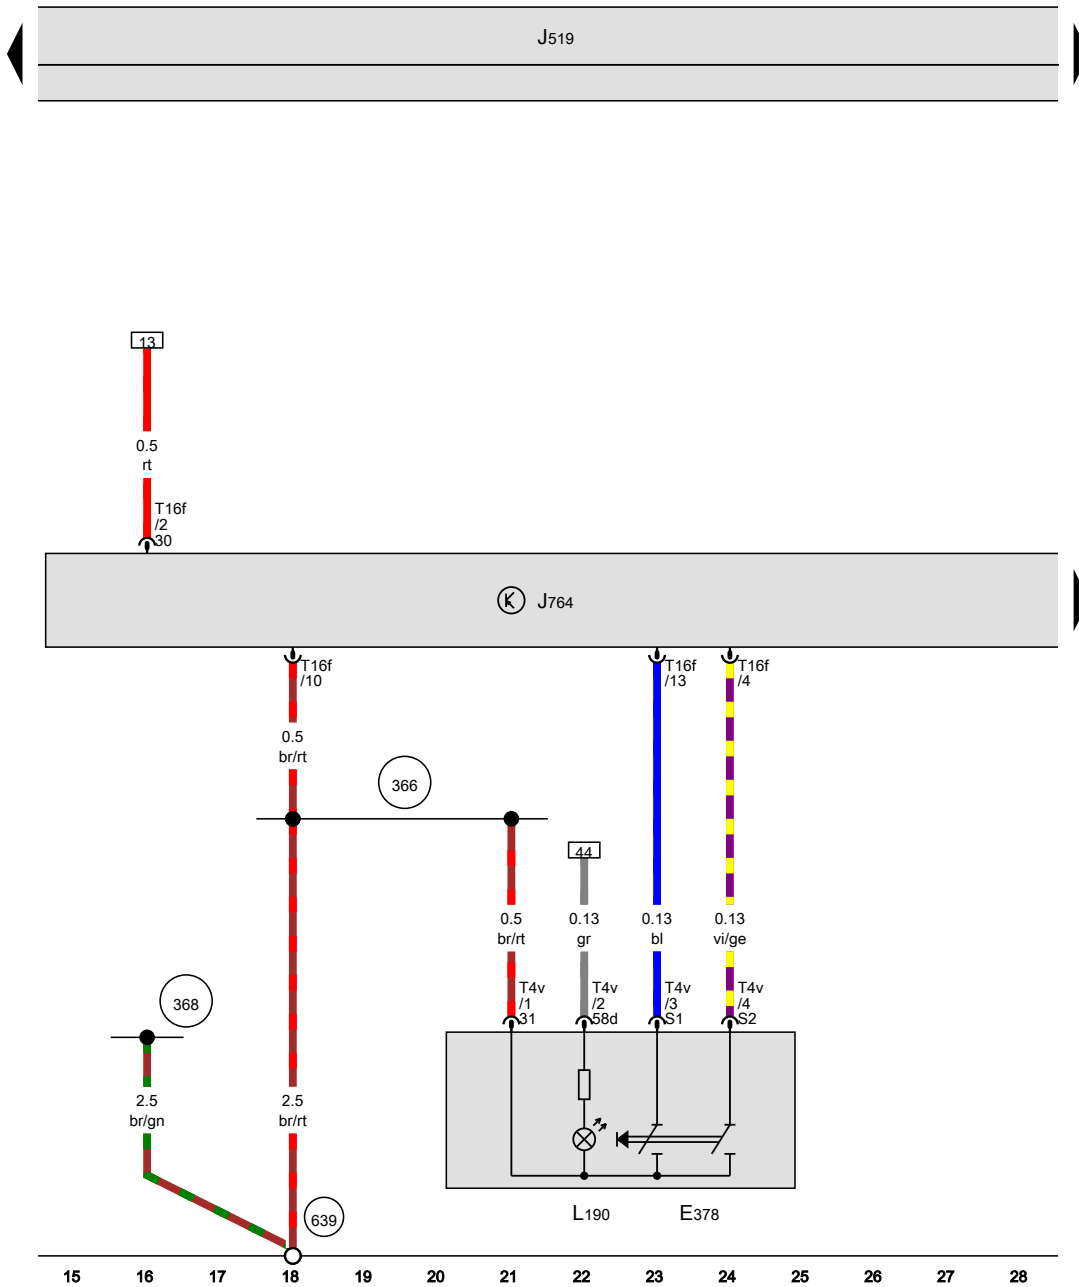 J519
13
0.5
rt
T16f
/2
30
J764
T16f
/10
T16f
/13
T16f
/4
0.5
br/rt
366
44
0.5
br/rt
0.13
gr
0.13
bl
0.13
vi/ge
T4v
/1
31
T4v
/2
58d
T4v
/3
S1
T4v
/4
S2
368
2.5
br/gn
2.5
br/rt
L190
E378
639
15 16 17 18 19 20 21 22 23 24 25 26 27 28